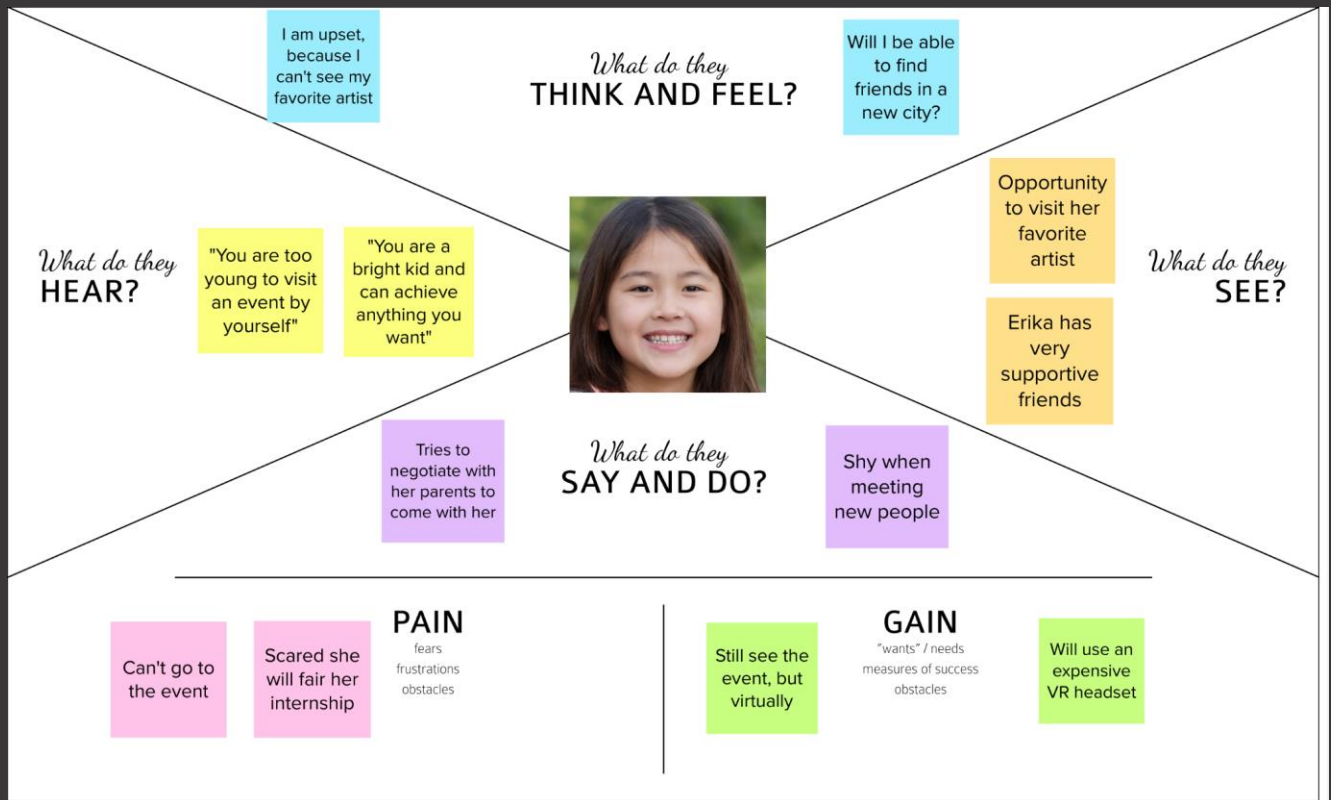 I am upset,
because I
can't see my
favorite artist
What do they
THINK AND FEEL?
Will I be able
to find
friends in a
new city?
What do they
HEAR?
"You are too
young to visit
an event by
yourself"
"You are a
bright kid and
can achieve
anything you
want"
Opportunity
to visit her
favorite
artist
Erika has
very
supportive
friends
What do they
SEE?
Tries to
negotiate with
her parents to
come with her
What do they
SAY AND DO?
Shy when
meeting
new people
Can't go to
the event
Scared she
will fair her
internship
PAIN
fears
frustrations
obstacles
Still see the
event, but
virtually
GAIN
"wants" / needs
measures of success
obstacles
Will use an
expensive
VR headset